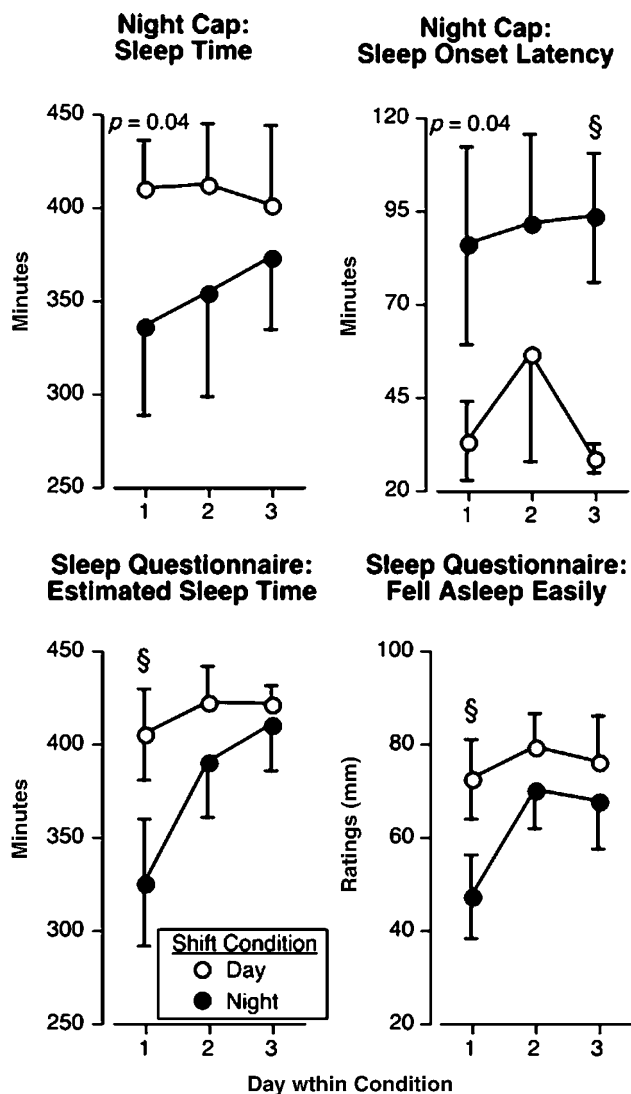 Night Cap:
Sleep Time
450
400
350
300
250
Minutes
p = 0.04
1 2 3
Night Cap:
Sleep Onset Latency
120
95
70
45
20
Minutes
p = 0.04
§
1 2 3
Sleep Questionnaire:
Estimated Sleep Time
450
400
350
300
250
Minutes
§
Shift Condition
Day
Night
1 2 3
Sleep Questionnaire:
Fell Asleep Easily
100
80
60
40
20
Ratings (mm)
§
1 2 3
Day wthin Condition